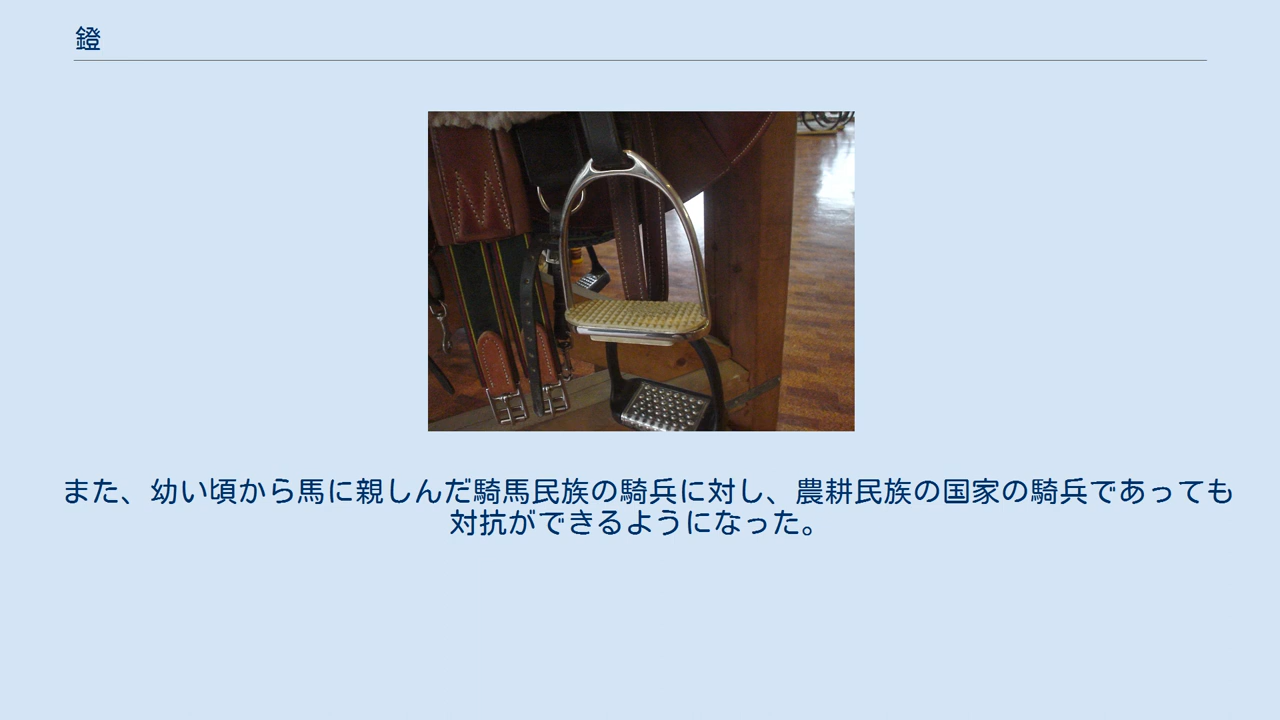 鐙
また、幼い頃から馬に親しんだ騎馬民族の騎兵に対し、農耕民族の国家の騎兵であっても
対抗ができるようになった。